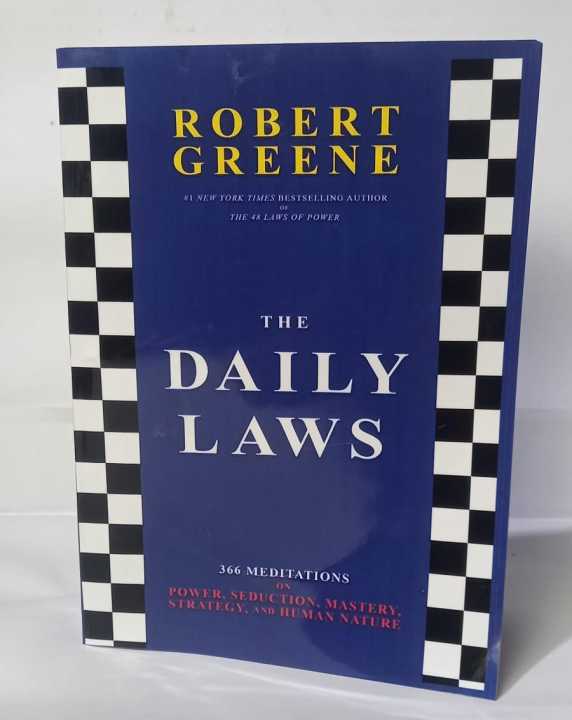 ROBERT
GREENE
#1 NEW YORK TIMES BESTSELLING AUTHOR
OF
THE 48 LAWS OF POWER
THE
DAILY
LAWS
366 MEDITATIONS
ON
POWER, SEDUCTION, MASTERY,
STRATEGY, AND HUMAN NATURE